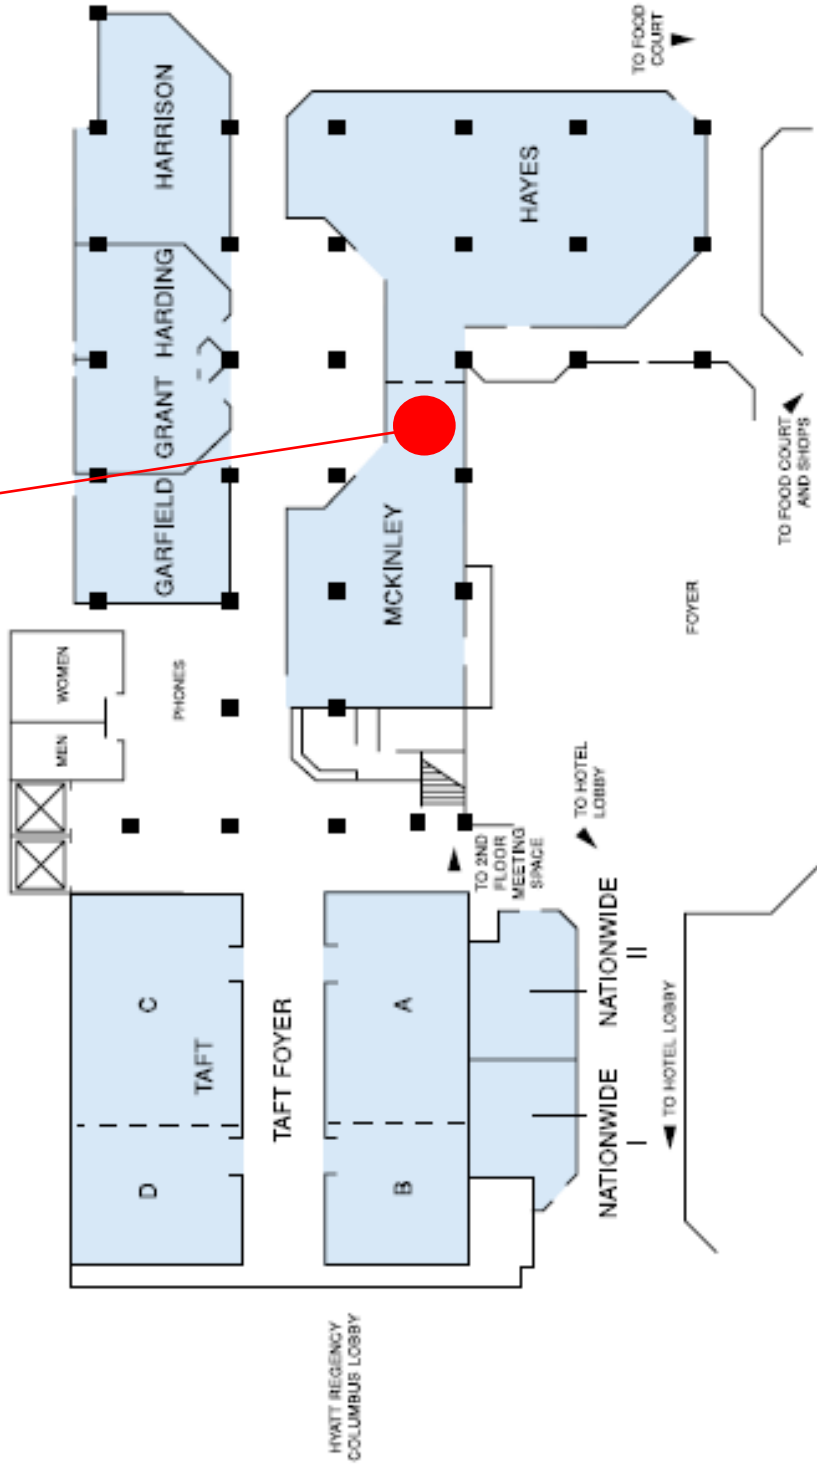 HARRISON
HARDING
GRANT
GARFIELD
WOMEN
MEN
PHONES
MCKINLEY
HAYES
TO FOOD
COURT
TO FOOD COURT
AND SHOPS
FOYER
TO HOTEL
LOBBY
TO 2ND
FLOOR
MEETING
SPACE
C
TAFT
D
TAFT FOYER
A
B
NATIONWIDE
II
NATIONWIDE
I
TO HOTEL LOBBY
HYATT REGENCY
COLUMBUS LOBBY